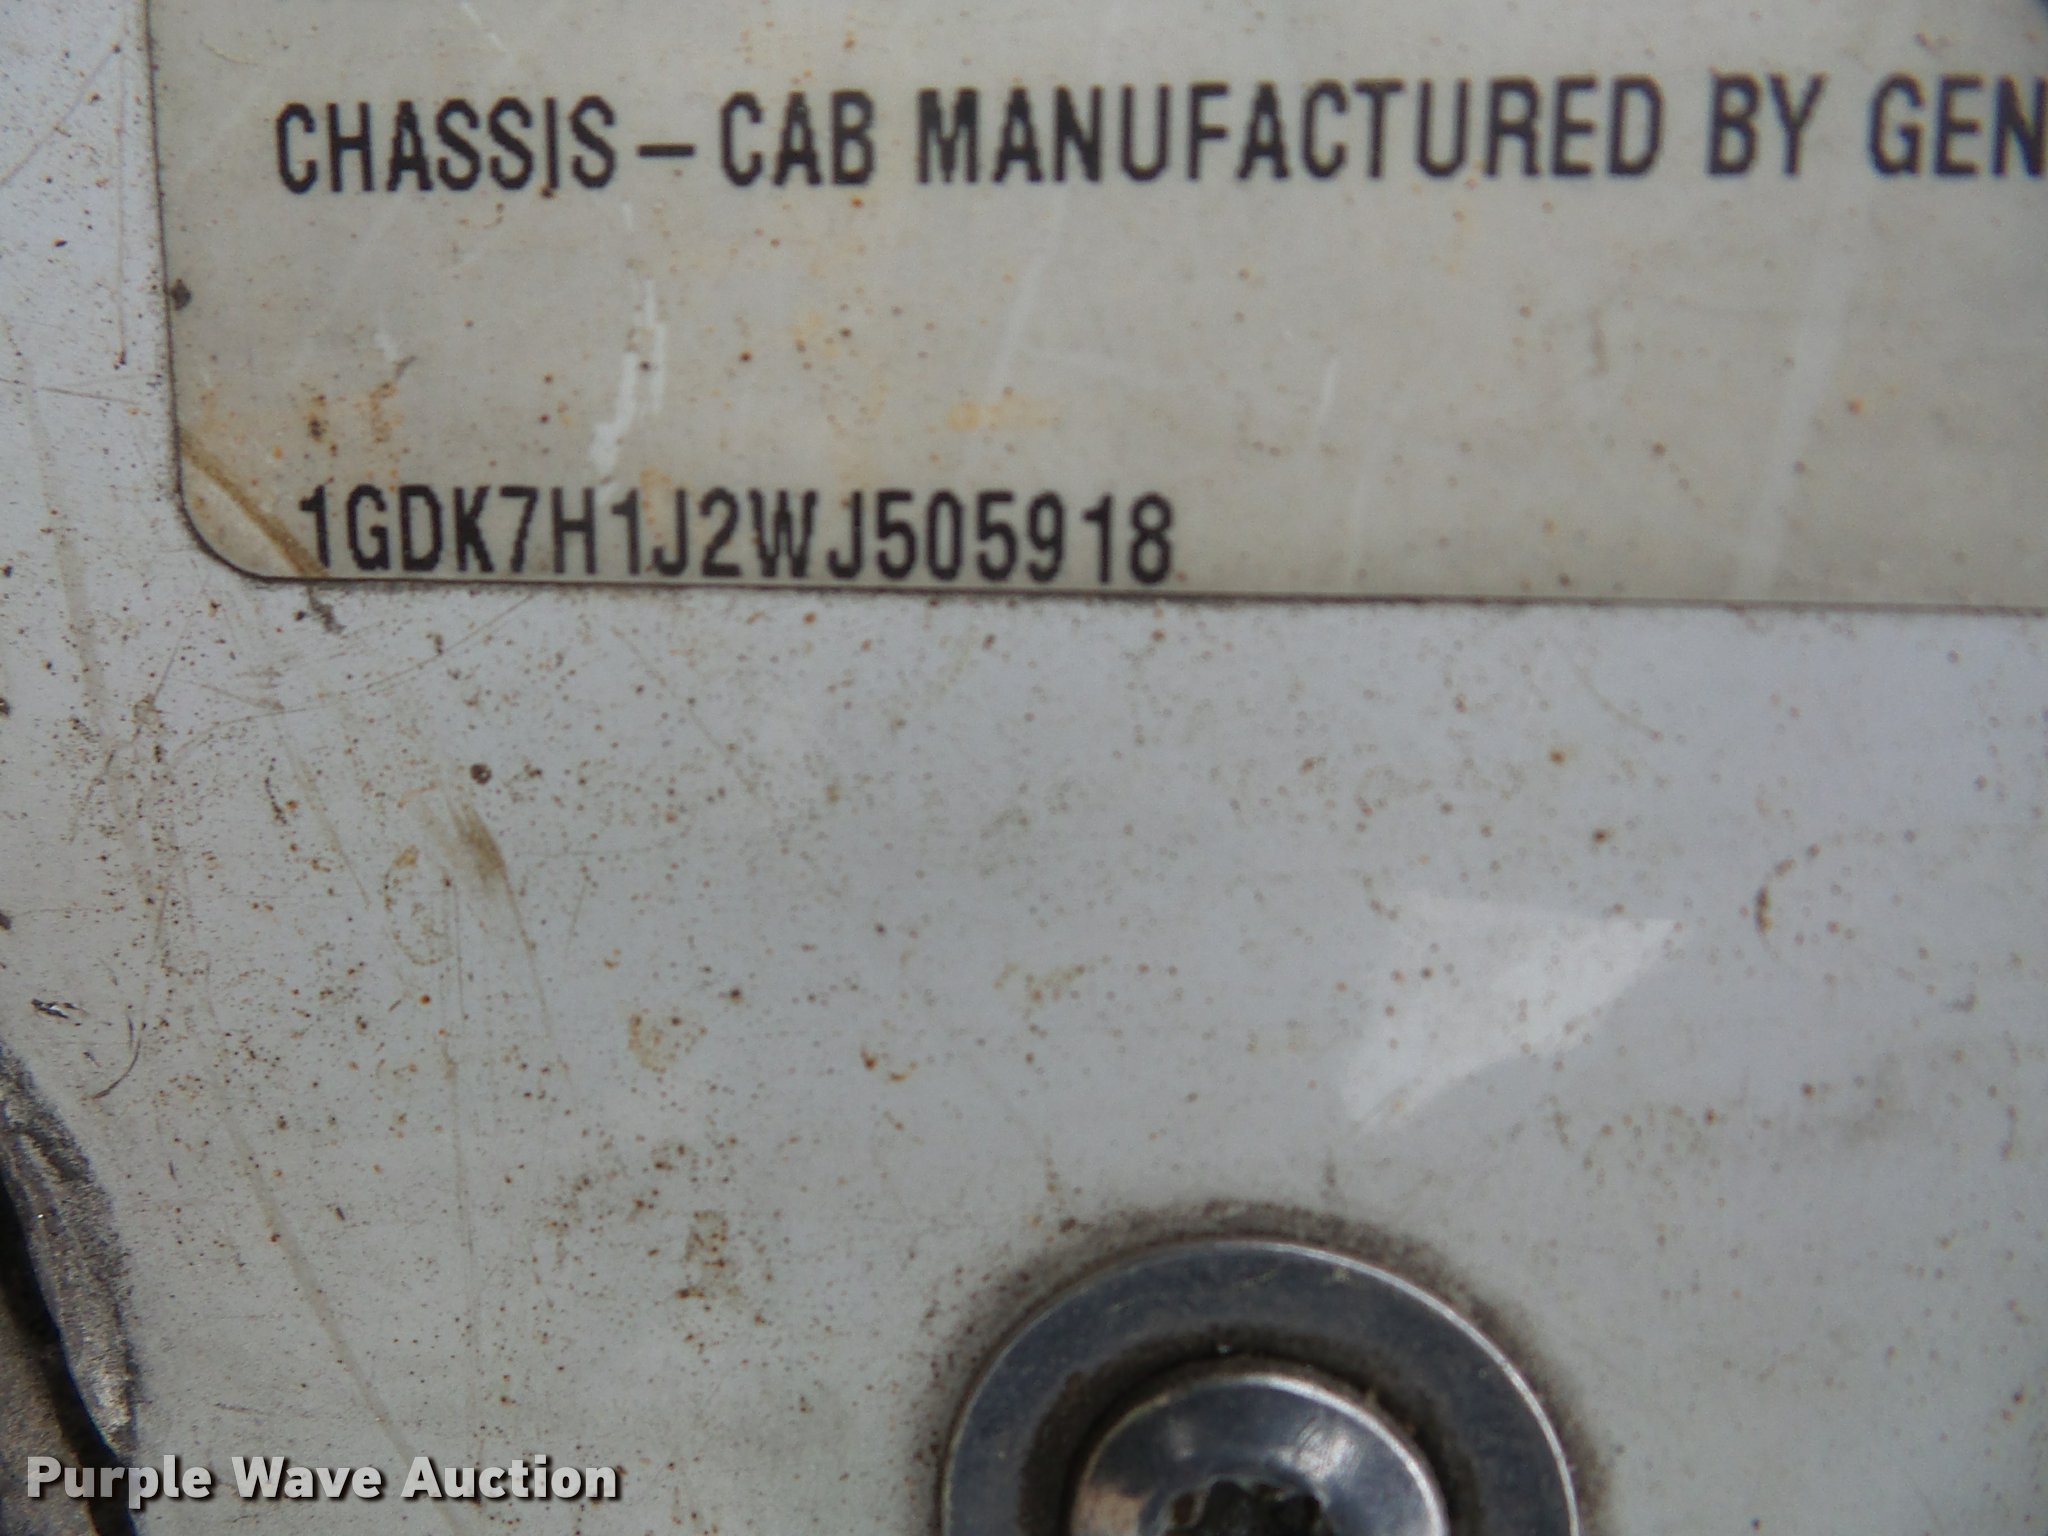 CHASSIS - CAB MANUFACTURED BY GEN
1GDK7H1J2WJ505918
Purple Wave Auction